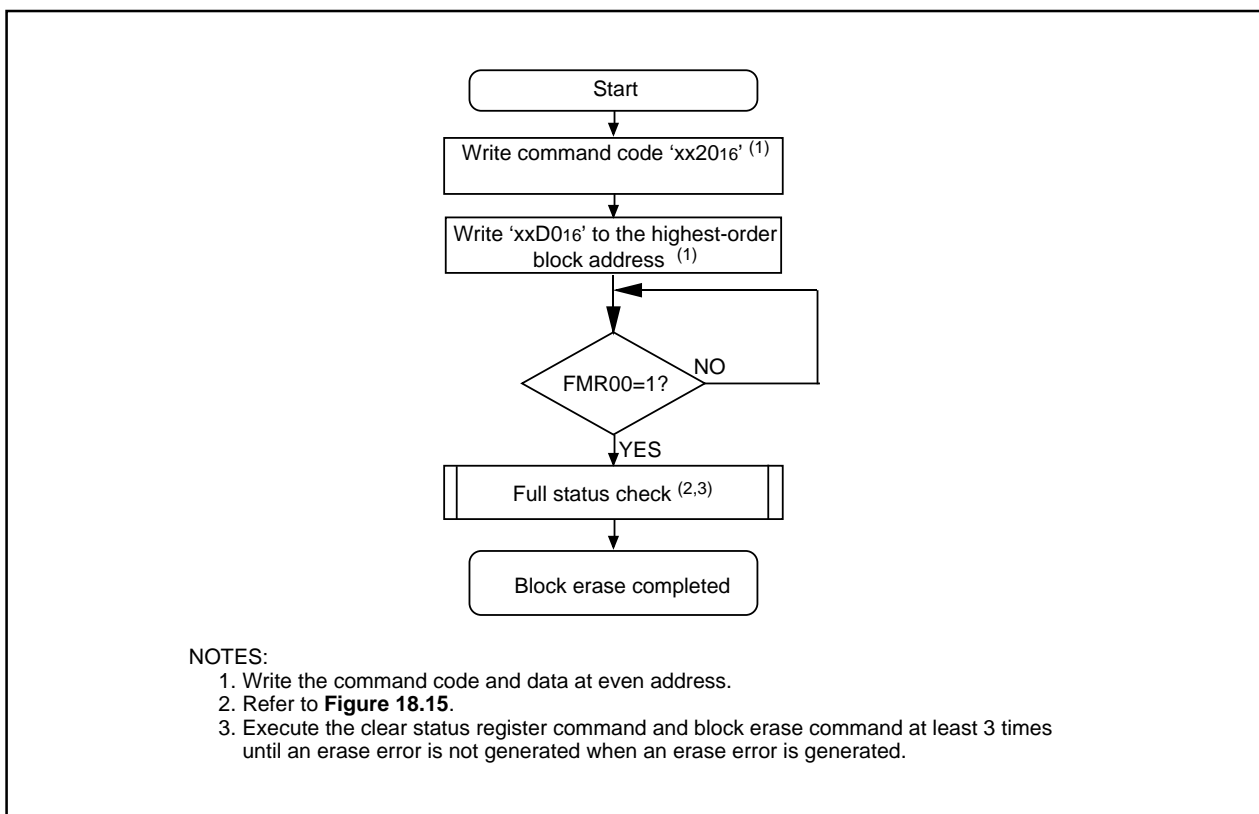 Start
Write command code ‘xx2016’ (1)
Write ‘xxD016’ to the highest-order
block address (1)
FMR00=1?
NO
YES
Full status check (2,3)
Block erase completed
NOTES:
1. Write the command code and data at even address.
2. Refer to Figure 18.15.
3. Execute the clear status register command and block erase command at least 3 times
until an erase error is not generated when an erase error is generated.